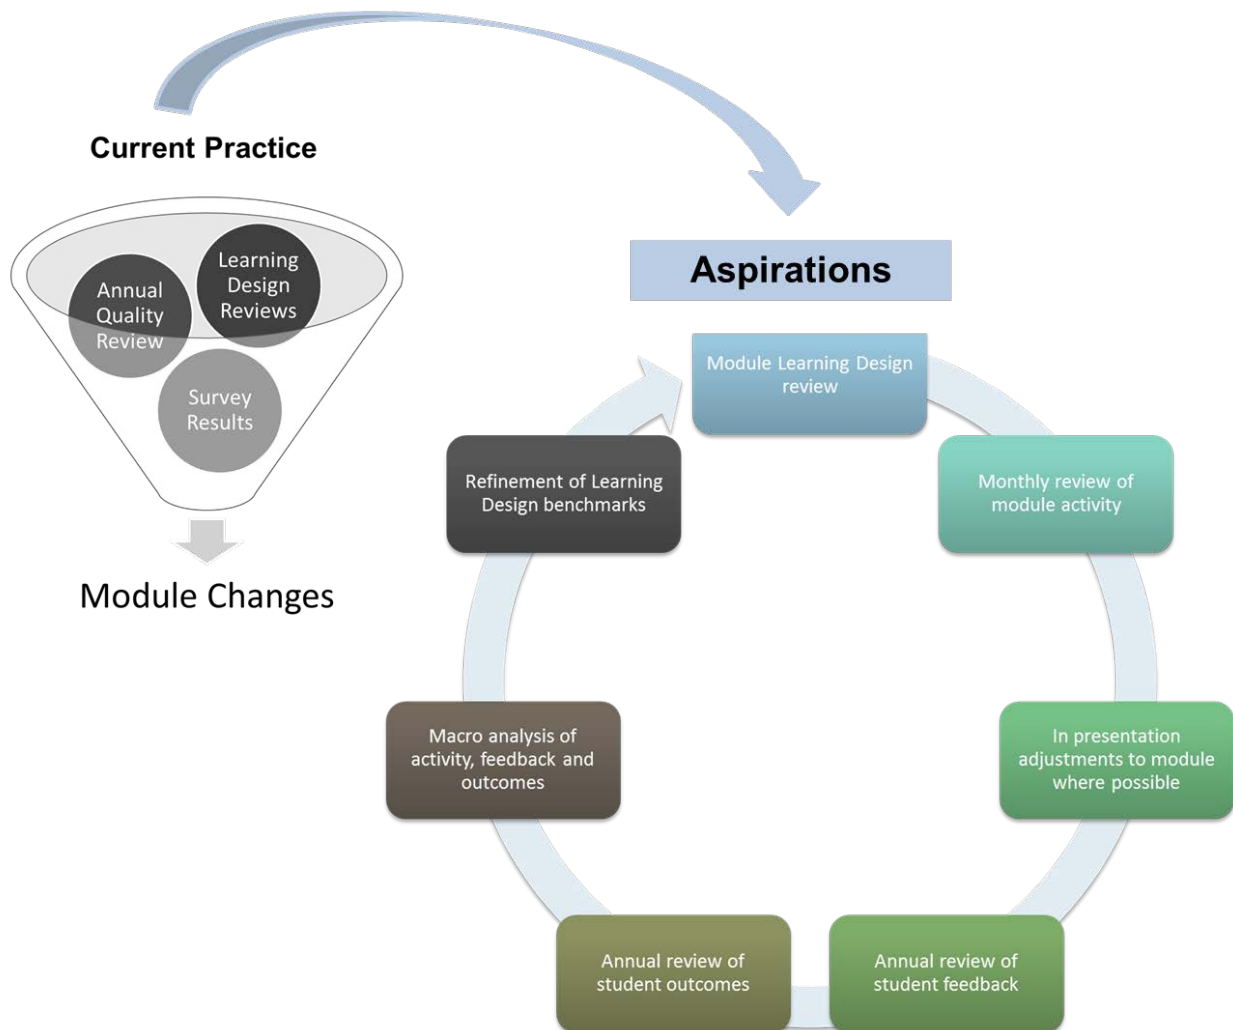 Current Practice
Learning
Design
Reviews
Annual
Quality
Review
Survey
Results
Module Changes
Aspirations
Module Learning Design
review
Monthly review of
module activity
In presentation
adjustments to module
where possible
Annual review of
student feedback
Annual review of
student outcomes
Macro analysis of
activity, feedback and
outcomes
Refinement of Learning
Design benchmarks